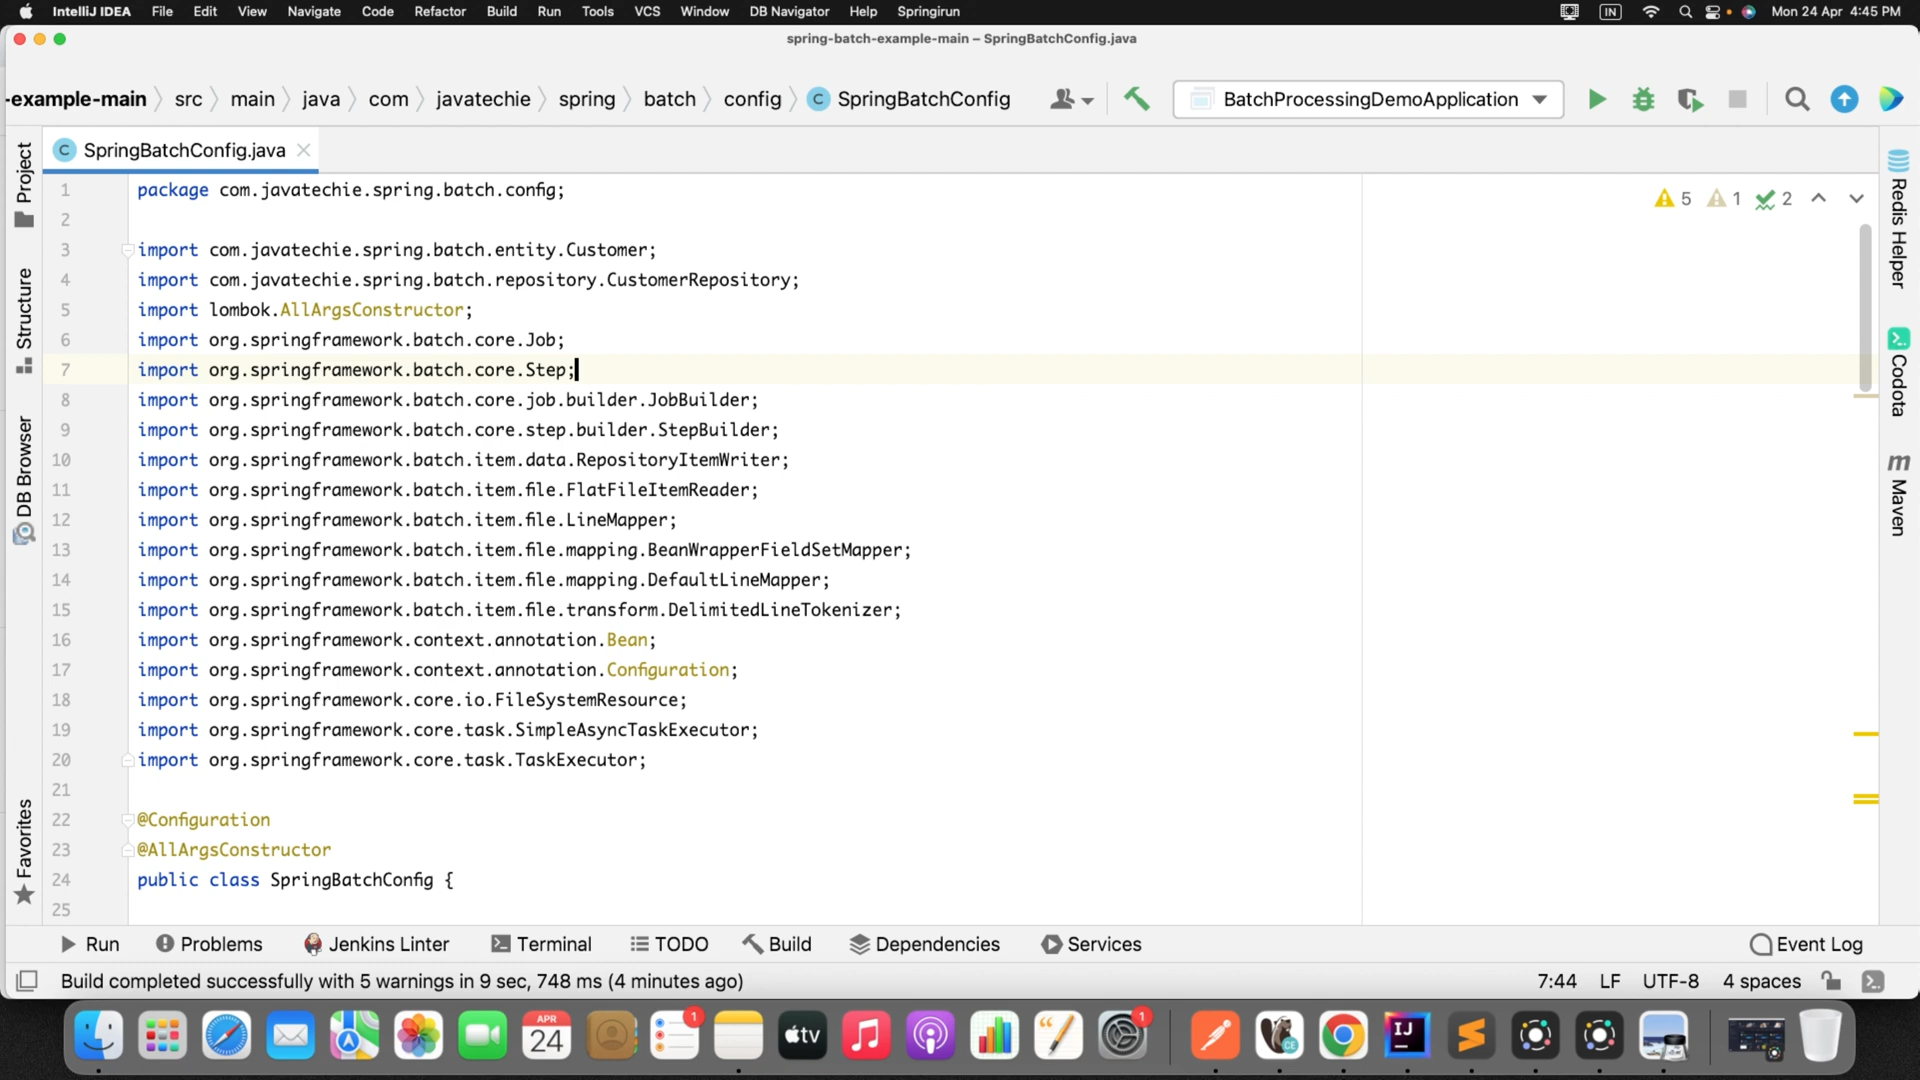 IntelliJ IDEA File Edit View Navigate Code Refactor Build Run Tools VCS Window DB Navigator Help Springirun IN Mon 24 Apr 4:45 PM
spring-batch-example-main – SpringBatchConfig.java
-example-main src main java com javatechie spring batch config C SpringBatchConfig BatchProcessingDemoApplication
C SpringBatchConfig.java
1 package com.javatechie.spring.batch.config;
2
3 import com.javatechie.spring.batch.entity.Customer;
4 import com.javatechie.spring.batch.repository.CustomerRepository;
5 import lombok.AllArgsConstructor;
6 import org.springframework.batch.core.Job;
7 import org.springframework.batch.core.Step;
8 import org.springframework.batch.core.job.builder.JobBuilder;
9 import org.springframework.batch.core.step.builder.StepBuilder;
10 import org.springframework.batch.item.data.RepositoryItemWriter;
11 import org.springframework.batch.item.file.FlatFileItemReader;
12 import org.springframework.batch.item.file.LineMapper;
13 import org.springframework.batch.item.file.mapping.BeanWrapperFieldSetMapper;
14 import org.springframework.batch.item.file.mapping.DefaultLineMapper;
15 import org.springframework.batch.item.file.transform.DelimitedLineTokenizer;
16 import org.springframework.context.annotation.Bean;
17 import org.springframework.context.annotation.Configuration;
18 import org.springframework.core.io.FileSystemResource;
19 import org.springframework.core.task.SimpleAsyncTaskExecutor;
20 import org.springframework.core.task.TaskExecutor;
21
22 @Configuration
23 @AllArgsConstructor
24 public class SpringBatchConfig {
25
5 1 2
Project
Structure
DB Browser
Favorites
Redis Helper
Codota
m Maven
Run Problems Jenkins Linter Terminal TODO Build Dependencies Services Event Log
Build completed successfully with 5 warnings in 9 sec, 748 ms (4 minutes ago) 7:44 LF UTF-8 4 spaces
APR
24
1
tv
1
CE
IJ